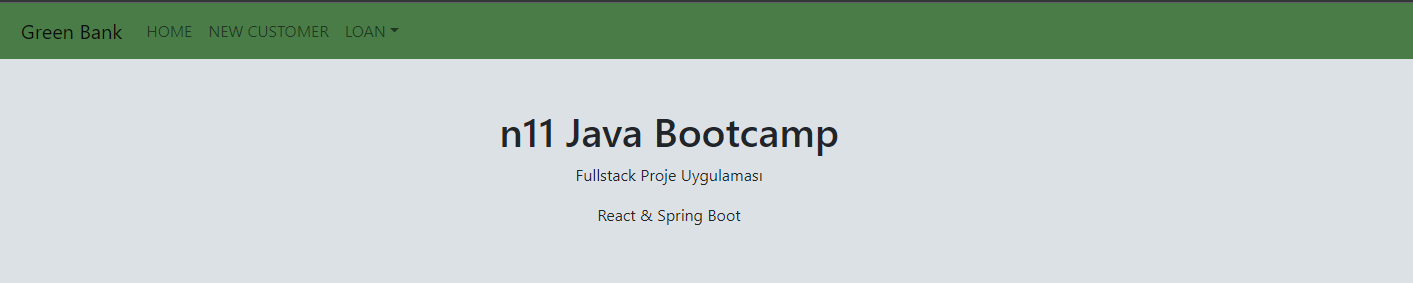 Green Bank HOME NEW CUSTOMER LOAN
n11 Java Bootcamp
Fullstack Proje Uygulaması
React & Spring Boot